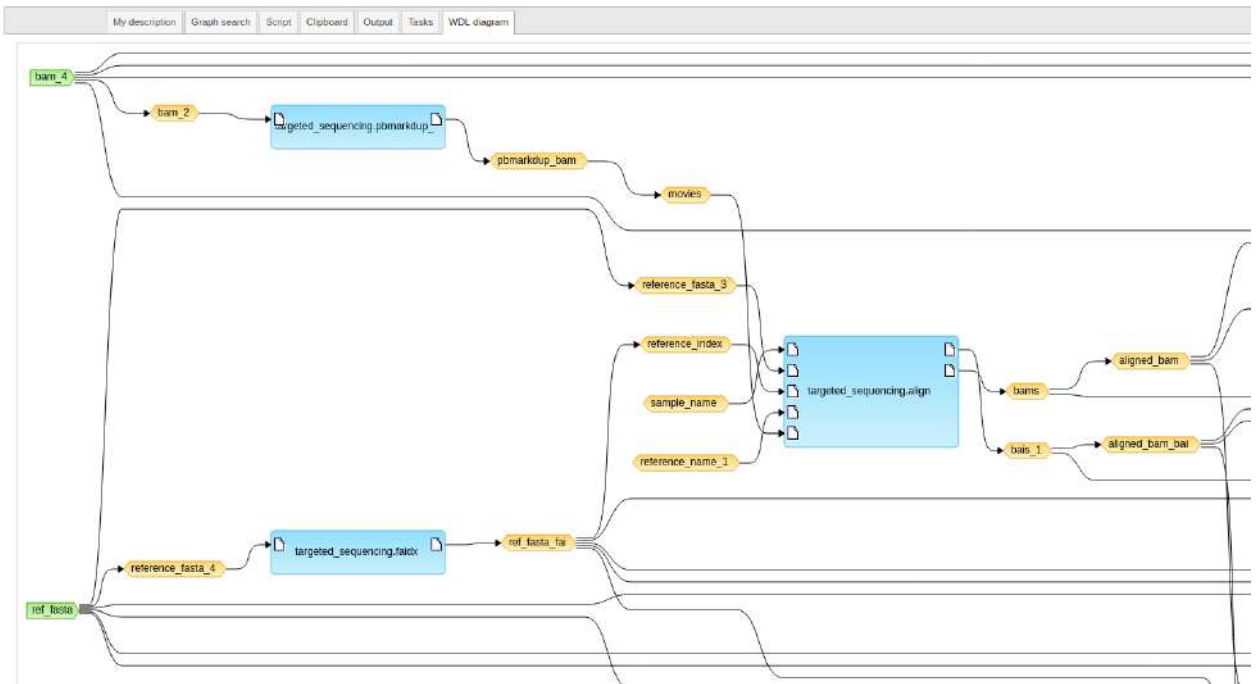 My description
Graph search
Script
Clipboard
Output
Tasks
WDL diagram
bam_4
bam_2
targeted_sequencing.pbmarkdup_
pbmarkdup_bam
movies
reference_fasta_3
reference_index
sample_name
reference_name_1
targeted_sequencing.align
bams
bais_1
aligned_bam
aligned_bam_bai
targeted_sequencing.faidx
ref_fasta_fai
reference_fasta_4
ref_fasta